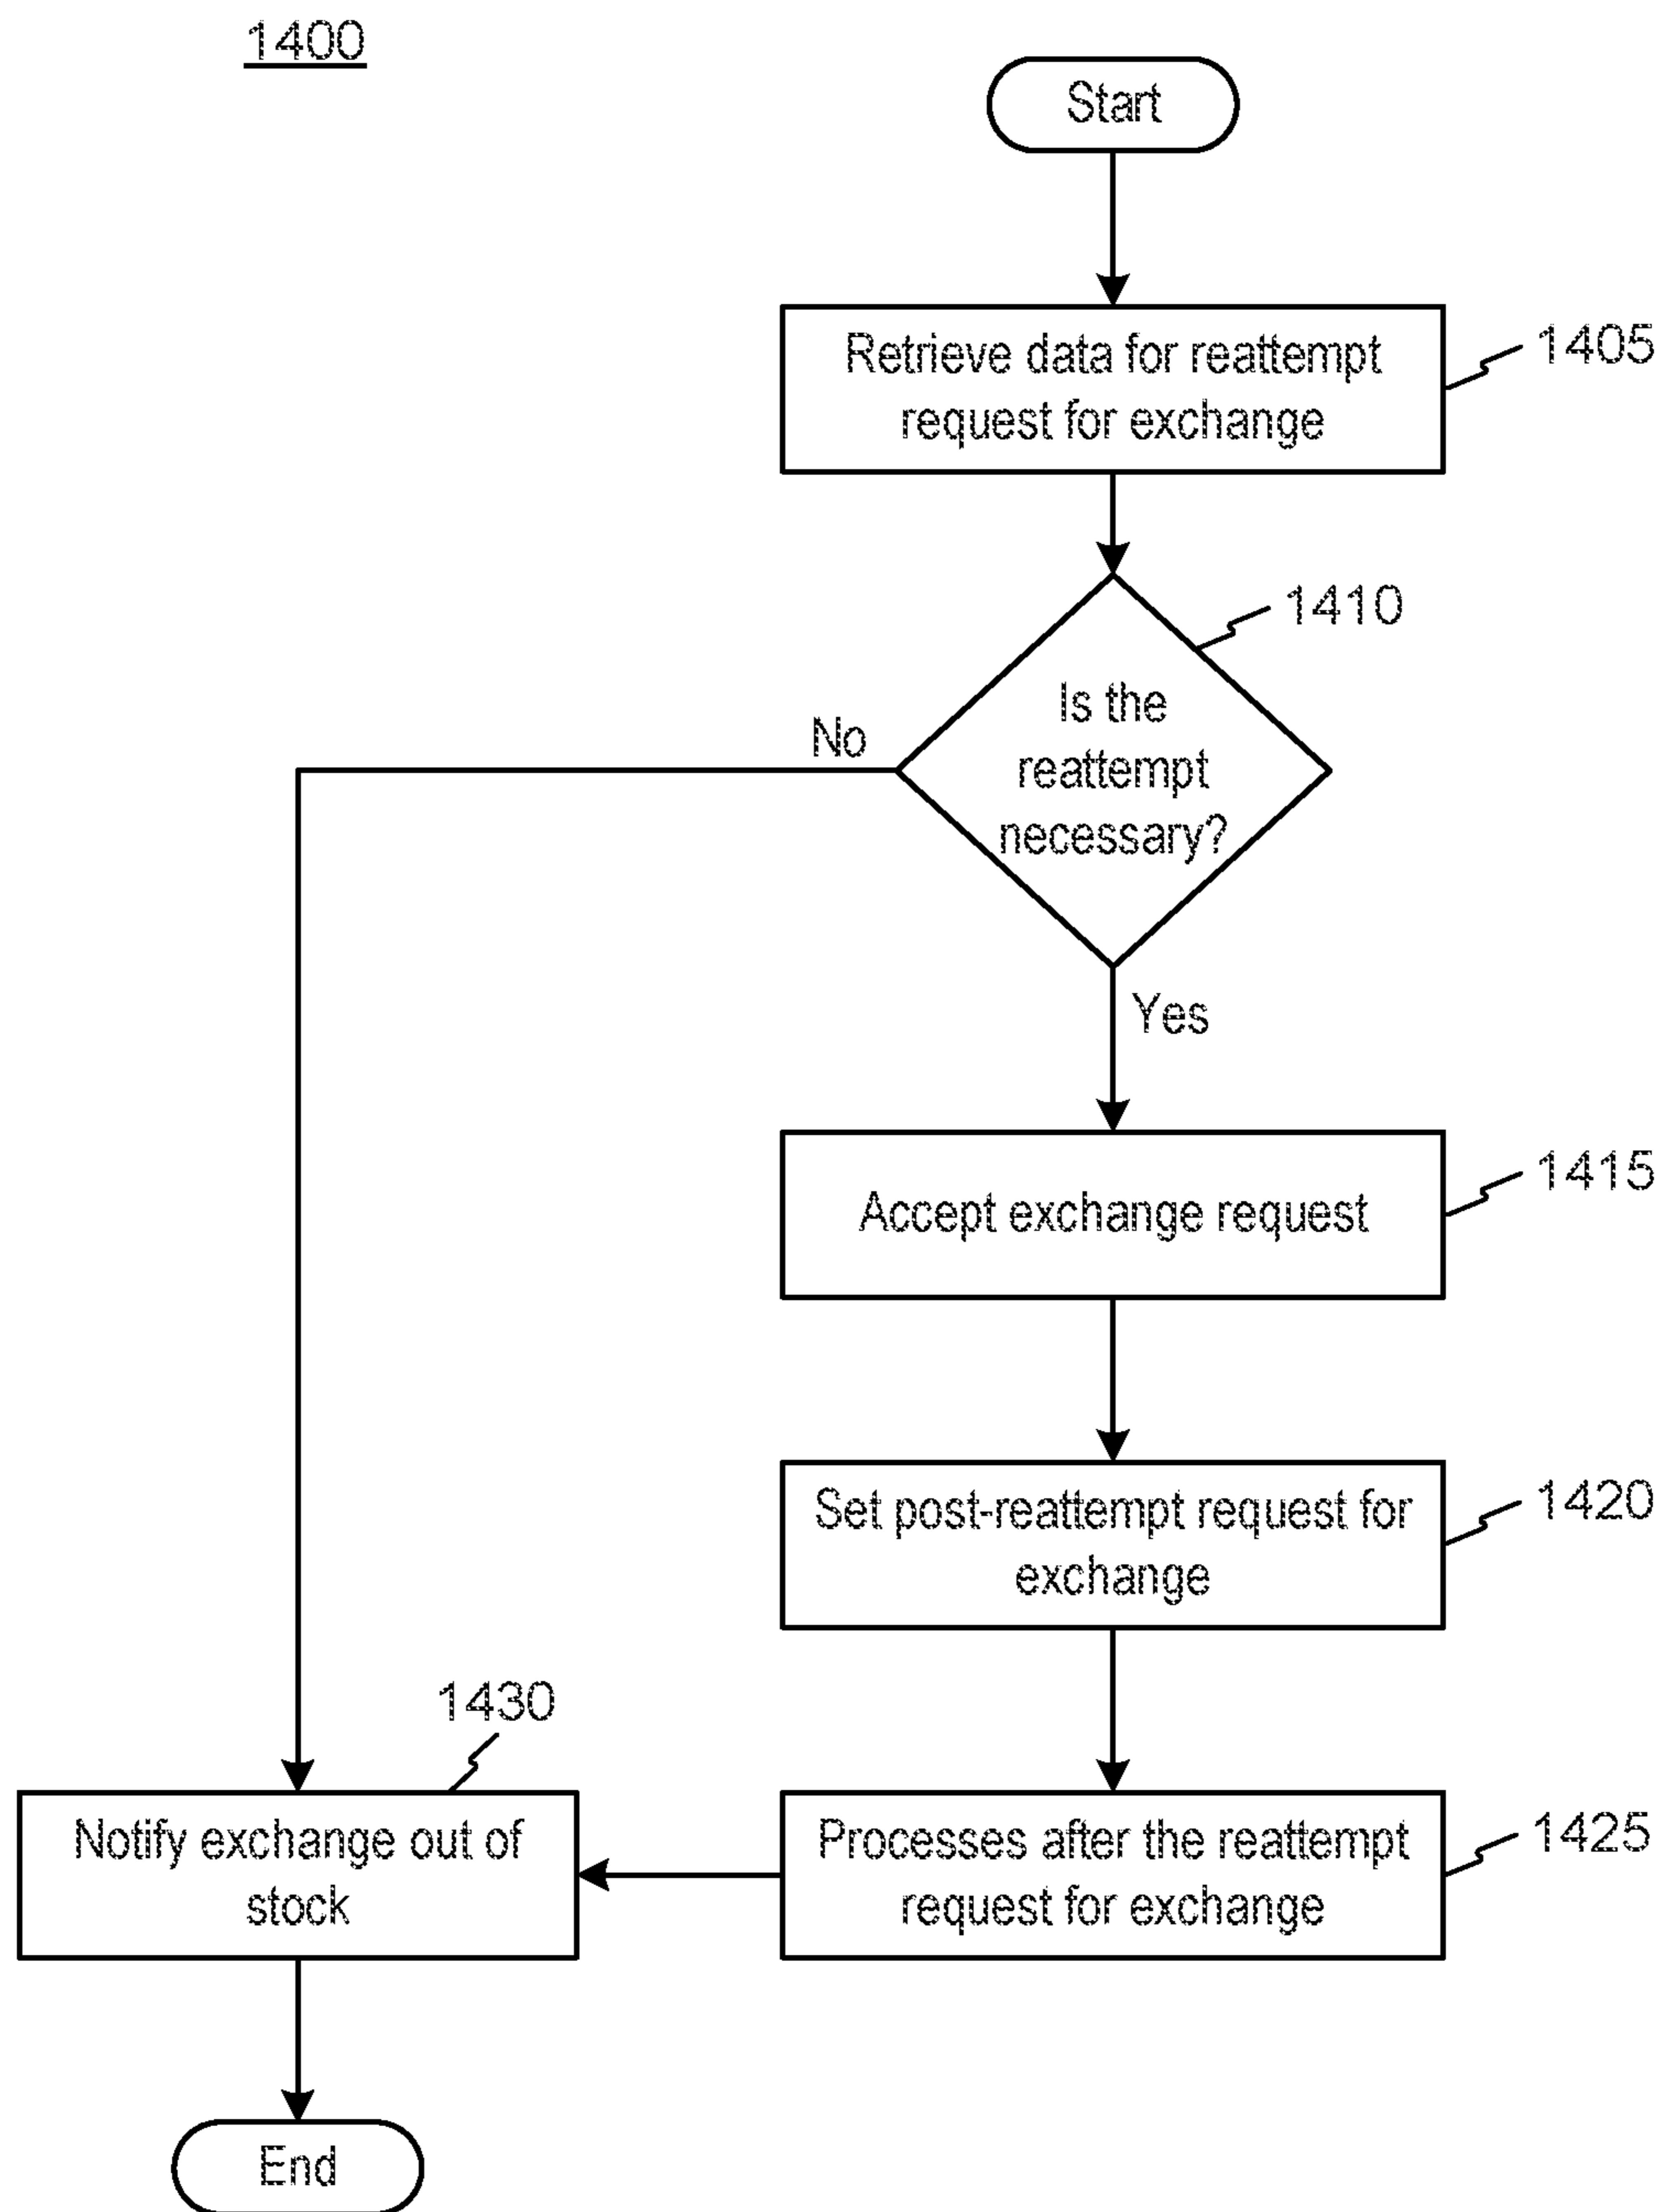 1400
Start
Retrieve data for reattempt
request for exchange
1405
1410
Is the
reattempt
necessary?
No
Yes
Accept exchange request
1415
Set post-reattempt request for
exchange
1420
1430
Notify exchange out of
stock
Processes after the reattempt
request for exchange
1425
End